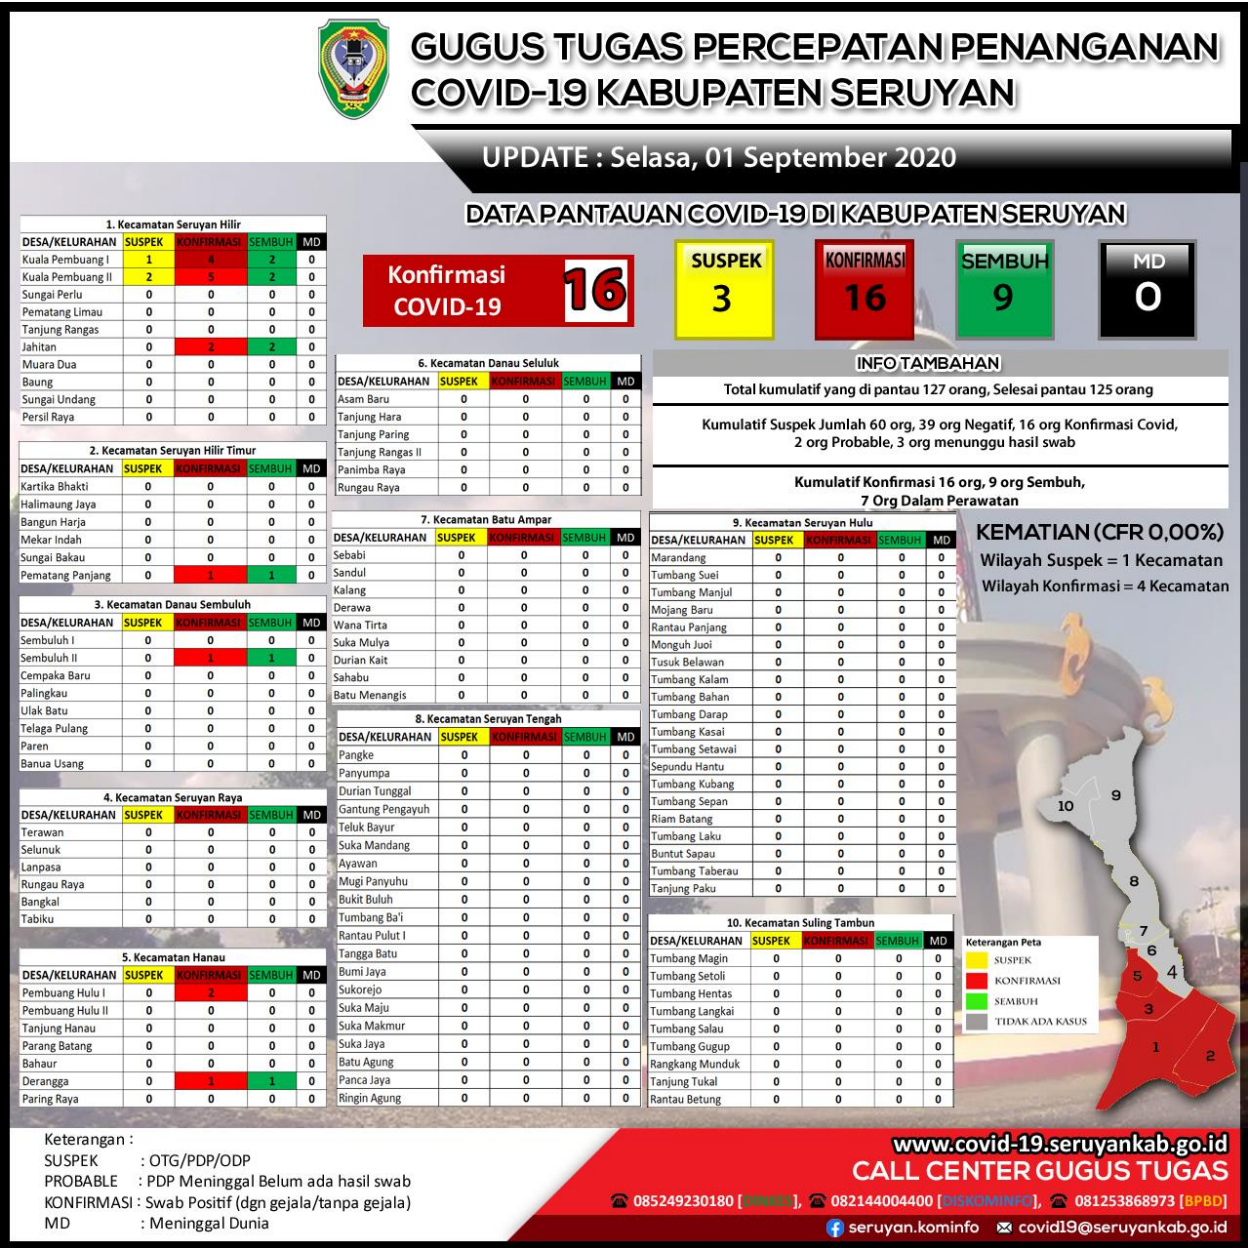 GUGUS TUGAS PERCEPATAN PENANGANAN
COVID-19 KABUPATEN SERUYAN
UPDATE : Selasa, 01 September 2020
DATA PANTAUAN COVID-19 DI KABUPATEN SERUYAN
Konfirmasi
COVID-19
16
SUSPEK
3
KONFIRMASI
16
SEMBUH
9
MD
0
INFO TAMBAHAN
Total kumulatif yang di pantau 127 orang, Selesai pantau 125 orang
Kumulatif Suspek Jumlah 60 org, 39 org Negatif, 16 org Konfirmasi Covid,
2 org Probable, 3 org menunggu hasil swab
Kumulatif Konfirmasi 16 org, 9 org Sembuh,
7 Org Dalam Perawatan
KEMATIAN (CFR 0,00%)
Wilayah Suspek = 1 Kecamatan
Wilayah Konfirmasi = 4 Kecamatan
1. Kecamatan Seruyan Hilir
DESA/KELURAHAN SUSPEK KONFIRMASI SEMBUH MD
Kuala Pembuang I 1 4 2 0
Kuala Pembuang II 2 5 2 0
Sungai Perlu 0 0 0 0
Pematang Limau 0 0 0 0
Tanjung Rangas 0 0 0 0
Jahitan 0 2 2 0
Muara Dua 0 0 0 0
Baung 0 0 0 0
Sungai Undang 0 0 0 0
Persil Raya 0 0 0 0
2. Kecamatan Seruyan Hilir Timur
DESA/KELURAHAN SUSPEK KONFIRMASI SEMBUH MD
Kartika Bhakti 0 0 0 0
Halimaung Jaya 0 0 0 0
Bangun Harja 0 0 0 0
Mekar Indah 0 0 0 0
Sungai Bakau 0 0 0 0
Pematang Panjang 0 1 1 0
3. Kecamatan Danau Sembuluh
DESA/KELURAHAN SUSPEK KONFIRMASI SEMBUH MD
Sembuluh I 0 0 0 0
Sembuluh II 0 1 1 0
Cempaka Baru 0 0 0 0
Palingkau 0 0 0 0
Ulak Batu 0 0 0 0
Telaga Pulang 0 0 0 0
Paren 0 0 0 0
Banua Usang 0 0 0 0
4. Kecamatan Seruyan Raya
DESA/KELURAHAN SUSPEK KONFIRMASI SEMBUH MD
Terawan 0 0 0 0
Selunuk 0 0 0 0
Lanpasa 0 0 0 0
Rungau Raya 0 0 0 0
Bangkal 0 0 0 0
Tabiku 0 0 0 0
5. Kecamatan Hanau
DESA/KELURAHAN SUSPEK KONFIRMASI SEMBUH MD
Pembuang Hulu I 0 2 0 0
Pembuang Hulu II 0 0 0 0
Tanjung Hanau 0 0 0 0
Parang Batang 0 0 0 0
Bahaur 0 0 0 0
Derangga 0 1 1 0
Paring Raya 0 0 0 0
6. Kecamatan Danau Seluluk
DESA/KELURAHAN SUSPEK KONFIRMASI SEMBUH MD
Asam Baru 0 0 0 0
Tanjung Hara 0 0 0 0
Tanjung Paring 0 0 0 0
Tanjung Rangas II 0 0 0 0
Panimba Raya 0 0 0 0
Rungau Raya 0 0 0 0
7. Kecamatan Batu Ampar
DESA/KELURAHAN SUSPEK KONFIRMASI SEMBUH MD
Sebabi 0 0 0 0
Sandul 0 0 0 0
Kalang 0 0 0 0
Derawa 0 0 0 0
Wana Tirta 0 0 0 0
Suka Mulya 0 0 0 0
Durian Kait 0 0 0 0
Sahabu 0 0 0 0
Batu Menangis 0 0 0 0
8. Kecamatan Seruyan Tengah
DESA/KELURAHAN SUSPEK KONFIRMASI SEMBUH MD
Pangke 0 0 0 0
Panyumpa 0 0 0 0
Durian Tunggal 0 0 0 0
Gantung Pengayuh 0 0 0 0
Teluk Bayur 0 0 0 0
Suka Mandang 0 0 0 0
Ayawan 0 0 0 0
Mugi Panyuhu 0 0 0 0
Bukit Buluh 0 0 0 0
Tumbang Ba'i 0 0 0 0
Rantau Pulut I 0 0 0 0
Tangga Batu 0 0 0 0
Bumi Jaya 0 0 0 0
Sukorejo 0 0 0 0
Suka Maju 0 0 0 0
Suka Makmur 0 0 0 0
Suka Jaya 0 0 0 0
Batu Agung 0 0 0 0
Panca Jaya 0 0 0 0
Ringin Agung 0 0 0 0
9. Kecamatan Seruyan Hulu
DESA/KELURAHAN SUSPEK KONFIRMASI SEMBUH MD
Marandang 0 0 0 0
Tumbang Suei 0 0 0 0
Tumbang Manjul 0 0 0 0
Mojang Baru 0 0 0 0
Rantau Panjang 0 0 0 0
Monguh Juoi 0 0 0 0
Tusuk Belawan 0 0 0 0
Tumbang Kalam 0 0 0 0
Tumbang Bahan 0 0 0 0
Tumbang Darap 0 0 0 0
Tumbang Kasai 0 0 0 0
Tumbang Setawai 0 0 0 0
Sepundu Hantu 0 0 0 0
Tumbang Kubang 0 0 0 0
Tumbang Sepan 0 0 0 0
Riam Batang 0 0 0 0
Tumbang Laku 0 0 0 0
Buntut Sapau 0 0 0 0
Tumbang Taberau 0 0 0 0
Tanjung Paku 0 0 0 0
10. Kecamatan Suling Tambun
DESA/KELURAHAN SUSPEK KONFIRMASI SEMBUH MD
Tumbang Magin 0 0 0 0
Tumbang Setoli 0 0 0 0
Tumbang Hentas 0 0 0 0
Tumbang Langkai 0 0 0 0
Tumbang Salau 0 0 0 0
Tumbang Gugup 0 0 0 0
Rangkang Munduk 0 0 0 0
Tanjung Tukal 0 0 0 0
Rantau Betung 0 0 0 0
10
9
8
7
6
5
4
3
1
2
Keterangan Peta
SUSPEK
KONFIRMASI
SEMBUH
TIDAK ADA KASUS
Keterangan :
SUSPEK : OTG/PDP/ODP
PROBABLE : PDP Meninggal Belum ada hasil swab
KONFIRMASI : Swab Positif (dgn gejala/tanpa gejala)
MD : Meninggal Dunia
www.covid-19.seruyankab.go.id
CALL CENTER GUGUS TUGAS
085249230180 [DINKES], 082144004400 [DISKOMINFO], 081253868973 [BPBD]
seruyan.kominfo covid19@seruyankab.go.id